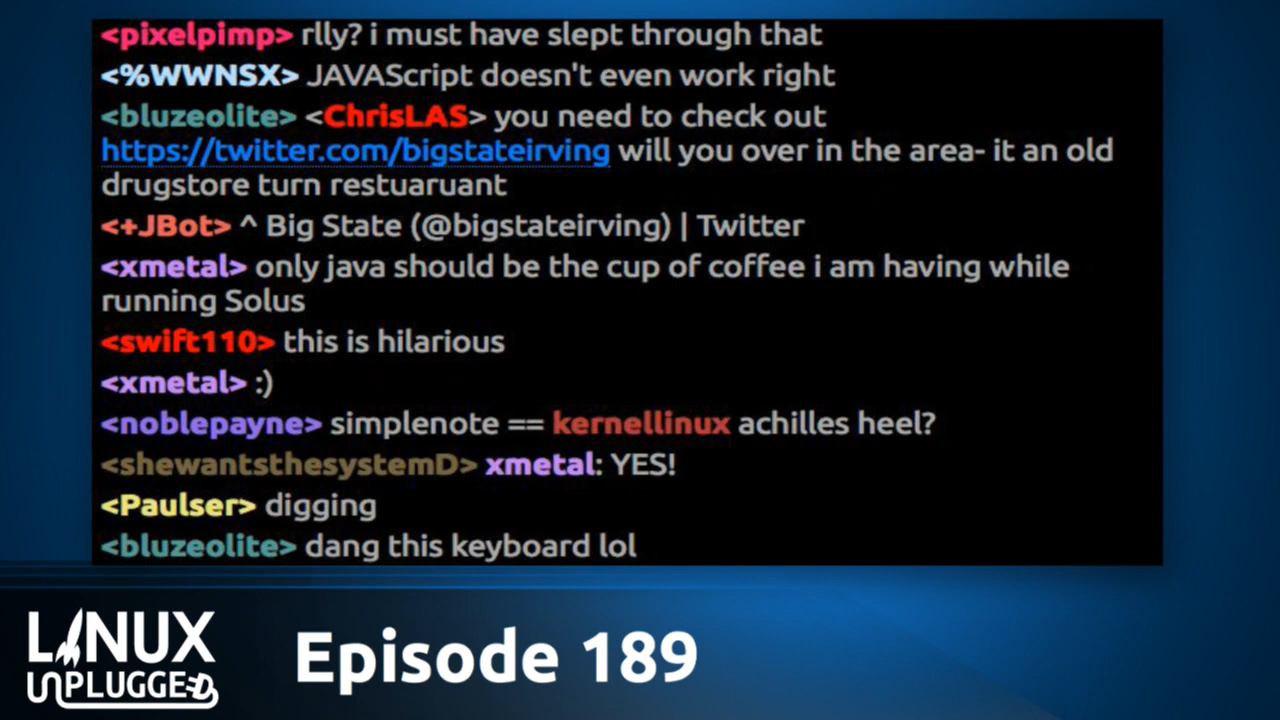 <pixelpimp> rlly? i must have slept through that
<%WWNSX> JAVAScript doesn't even work right
<bluzeolite> <ChrisLAS> you need to check out
https://twitter.com/bigstateirving will you over in the area- it an old
drugstore turn restuaruant
<+JBot> ^ Big State (@bigstateirving) | Twitter
<xmetal> only java should be the cup of coffee i am having while
running Solus
<swift110> this is hilarious
<xmetal> :)
<noblepayne> simplenote == kernellinux achilles heel?
<shewantsthesystemD> xmetal: YES!
<Paulser> digging
<bluzeolite> dang this keyboard lol
LINUX
UNPLUGGED
Episode 189